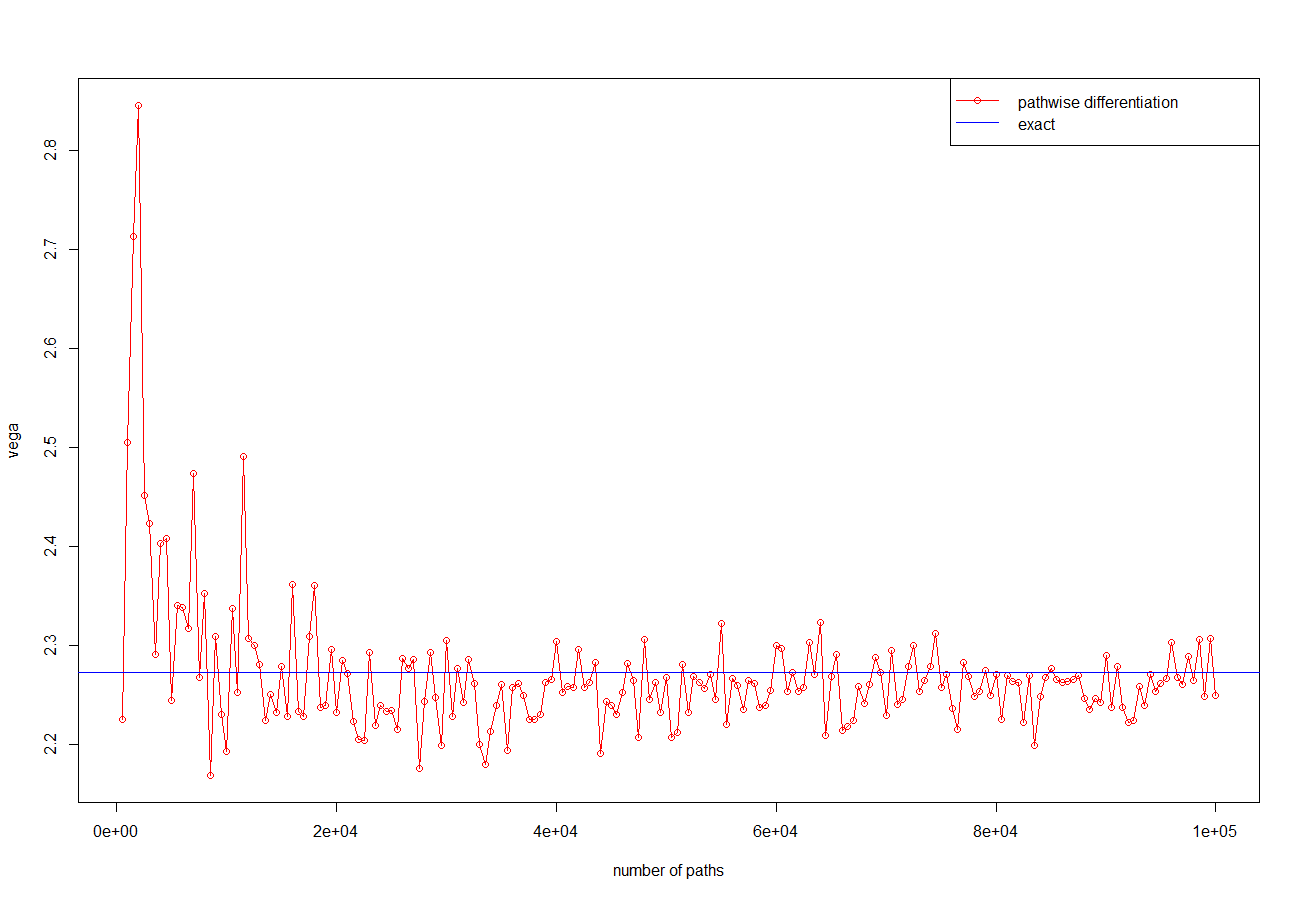 pathwise differentiation
exact
vega
2.8
2.7
2.6
2.5
2.4
2.3
2.2
0e+00 2e+04 4e+04 6e+04 8e+04 1e+05
number of paths